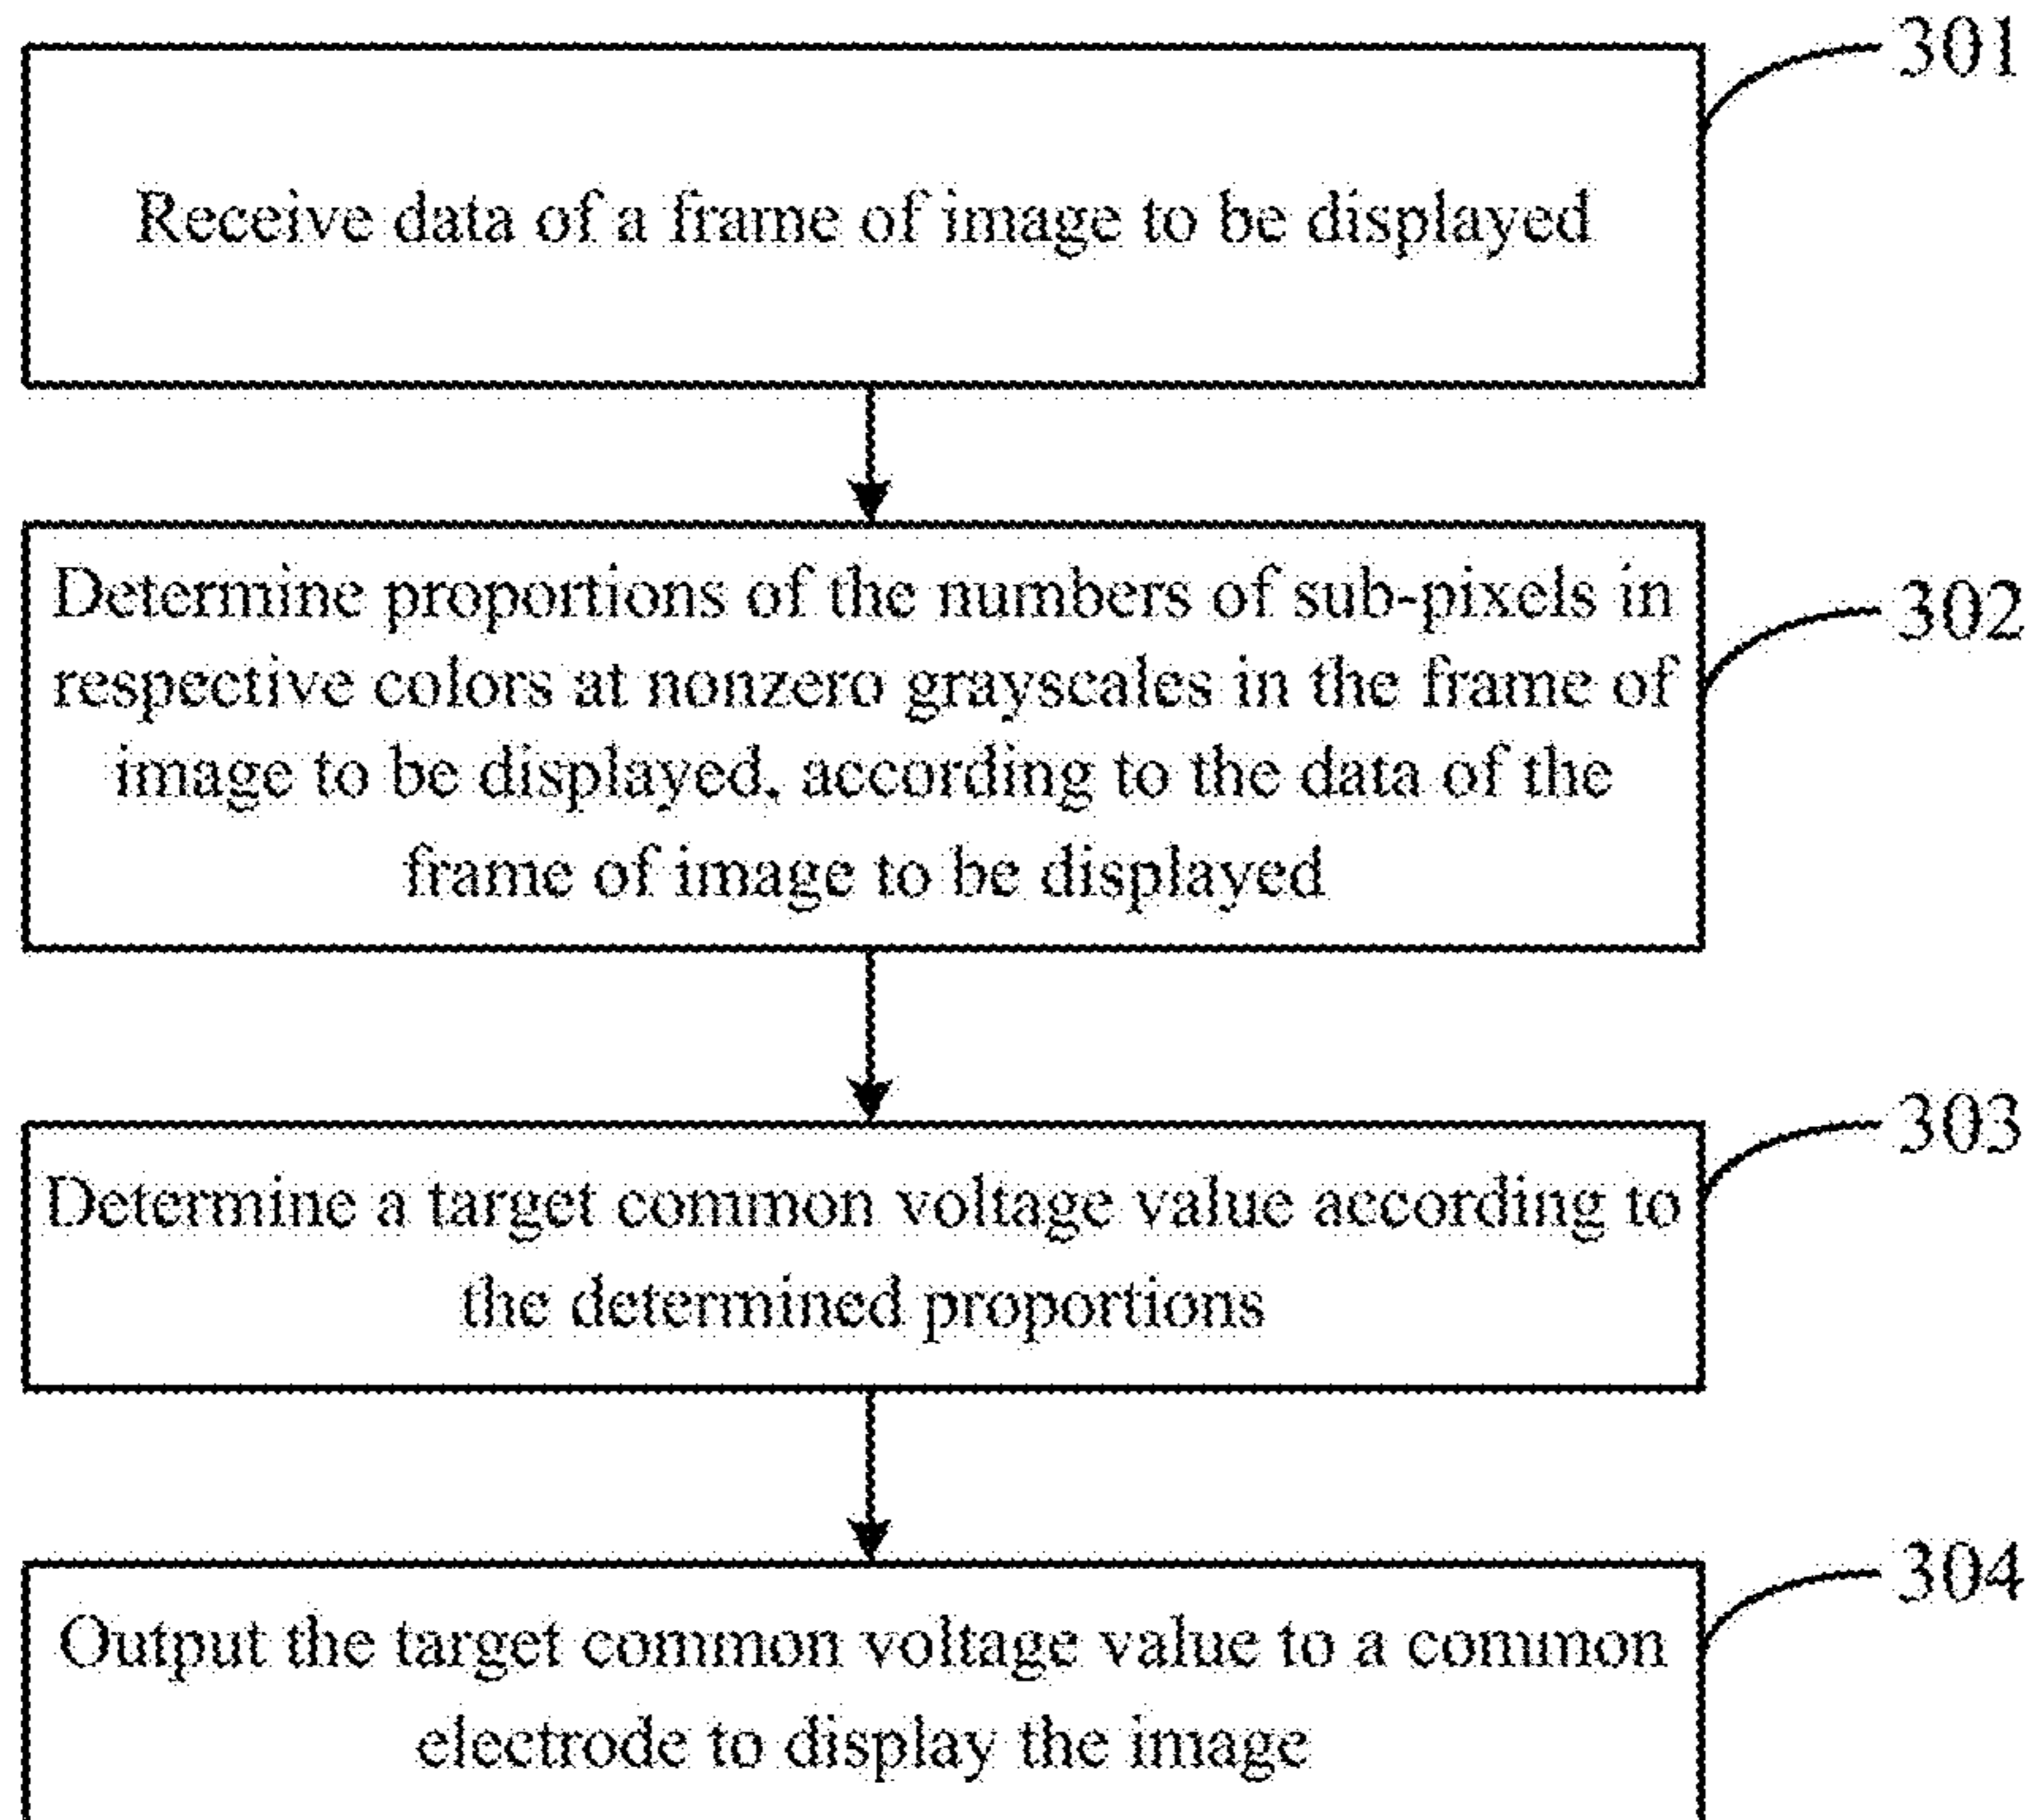 301
Receive data of a frame of image to be displayed
Determine proportions of the numbers of sub-pixels in
302
respective colors at nonzero grayscales in the frame of
image to be displayed, according to the data of the
frame of image to be displayed
303
Determine a target common voltage value according to
the determined proportions
304
Output the target common voltage value to a common
electrode to display the image